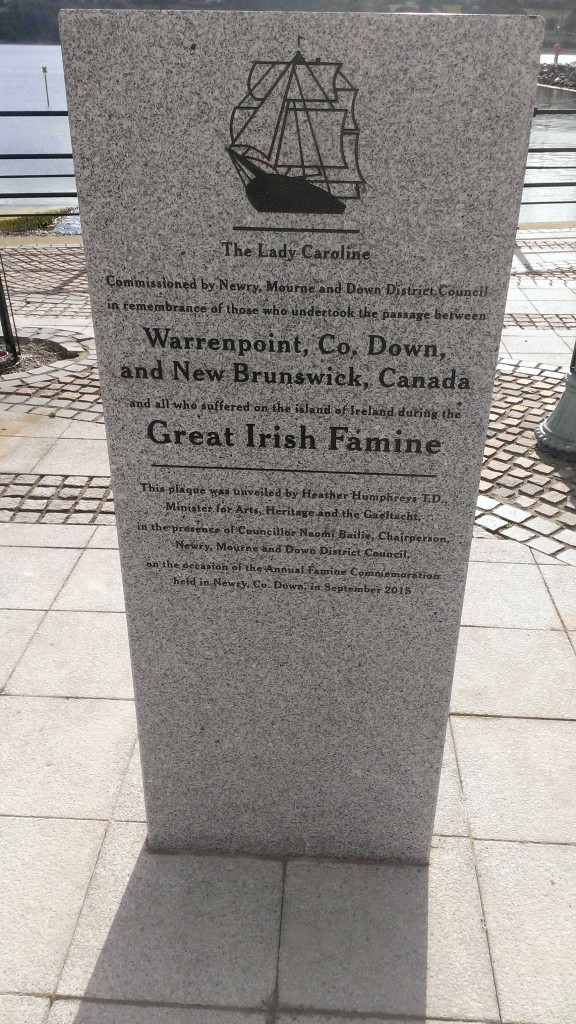 The Lady Caroline
Commissioned by Newry, Mourne and Down District Council
in remembrance of those who undertook the passage between
Warrenpoint, Co. Down,
and New Brunswick, Canada
and all who suffered on the island of Ireland during the
Great Irish Famine
This plaque was unveiled by Heather Humphreys T.D.,
Minister for Arts, Heritage and the Gaeltacht,
in the presence of Councillor Naomi Bailie, Chairperson,
Newry, Mourne and Down District Council,
on the occasion of the Annual Famine Commemoration
held in Newry, Co. Down, in September 2015